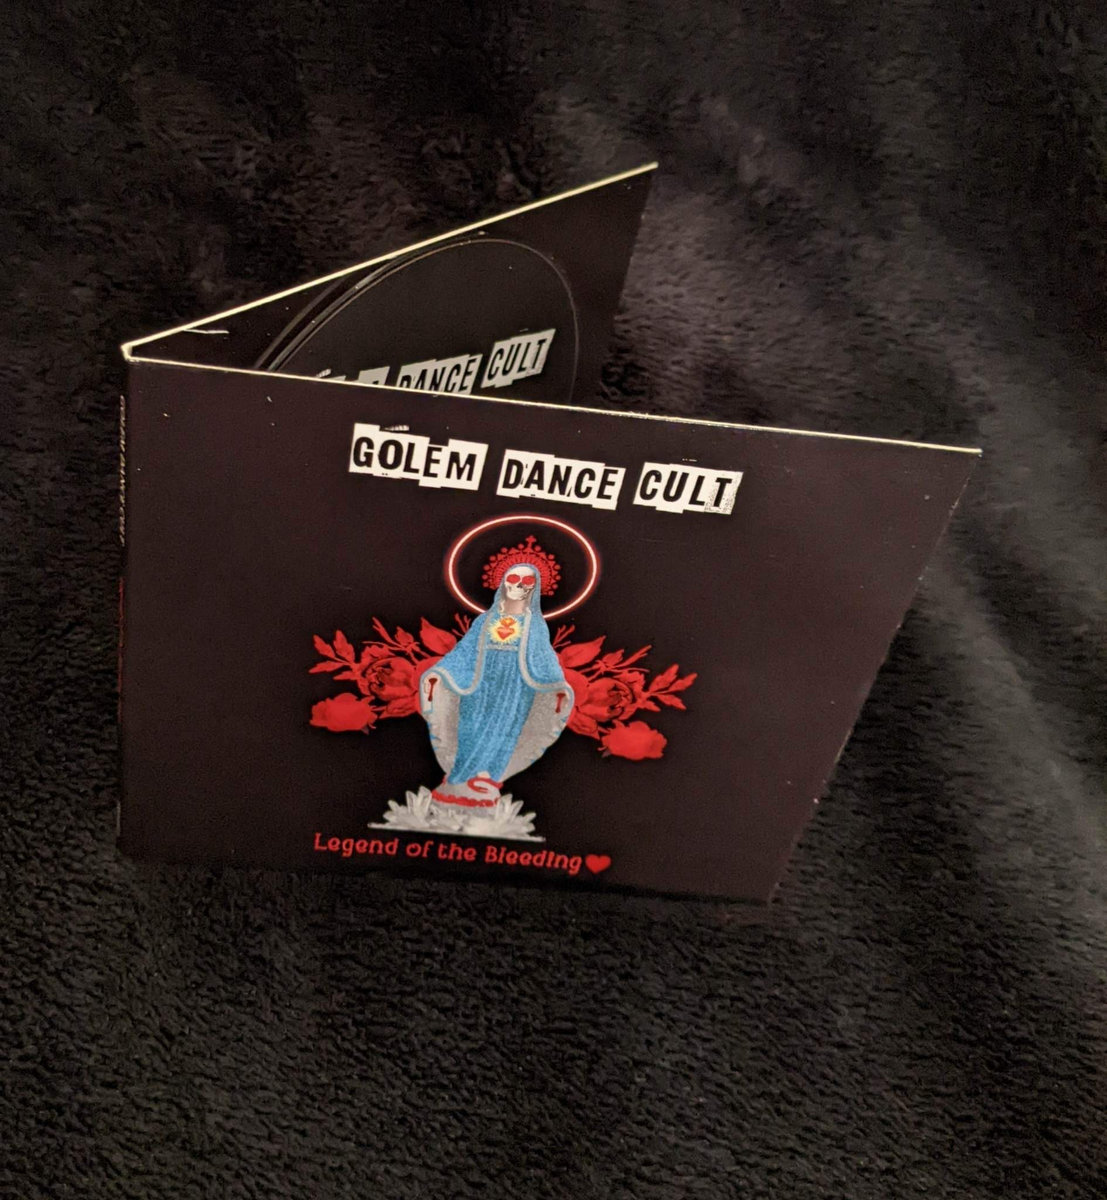 DANCE CULT
GOLEM DANCE CULT
Legend of the Bleeding♥